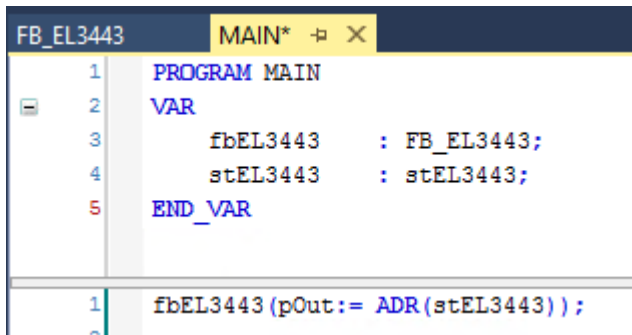 FB_EL3443 MAIN*
1 PROGRAM MAIN
2 VAR
3 fbEL3443 : FB_EL3443;
4 stEL3443 : stEL3443;
5 END_VAR
1 fbEL3443(pOut:= ADR(stEL3443));